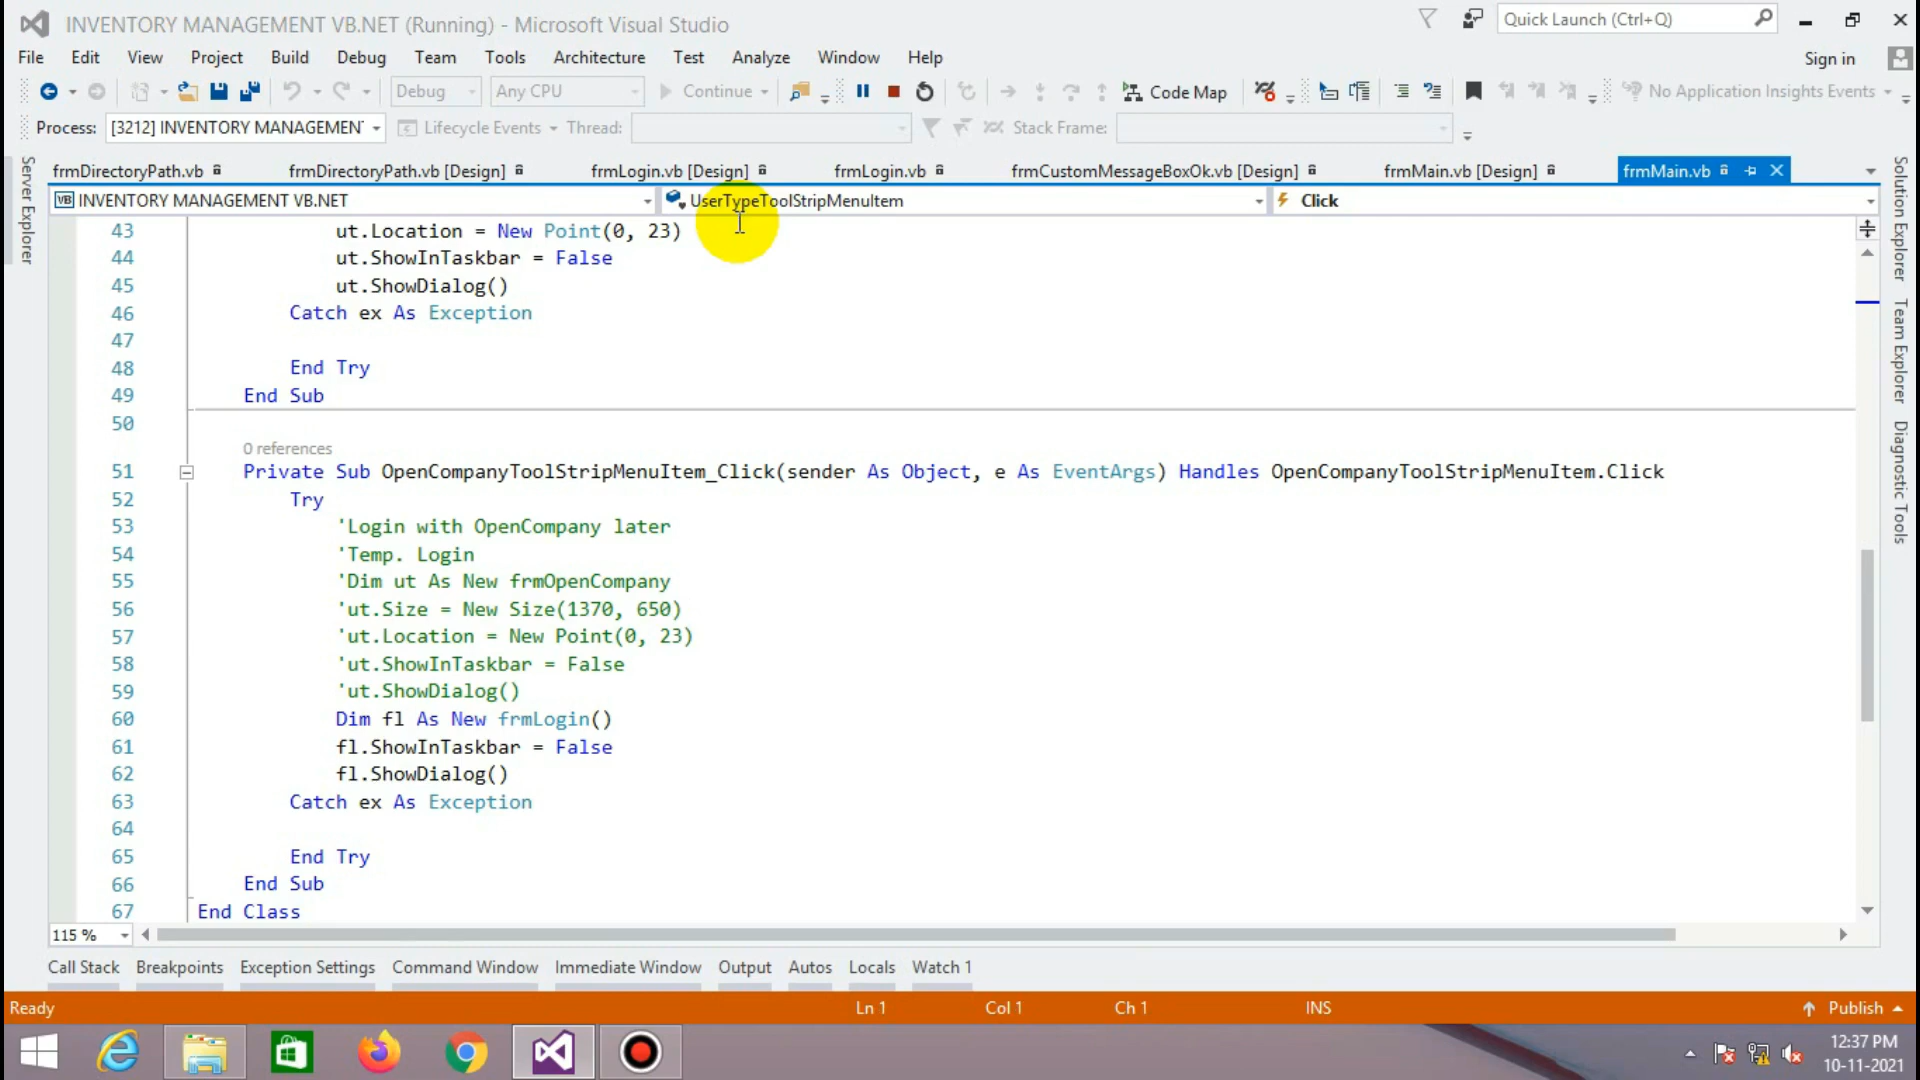 INVENTORY MANAGEMENT VB.NET (Running) - Microsoft Visual Studio
Quick Launch (Ctrl+Q)
File Edit View Project Build Debug Team Tools Architecture Test Analyze Window Help
Sign in
Debug Any CPU Continue Code Map No Application Insights Events
Process: [3212] INVENTORY MANAGEMEN Lifecycle Events Thread: Stack Frame:
frmDirectoryPath.vb frmDirectoryPath.vb [Design] frmLogin.vb [Design] frmLogin.vb frmCustomMessageBoxOk.vb [Design] frmMain.vb [Design] frmMain.vb
Server Explorer
Solution Explorer
Team Explorer
Diagnostic Tools
VB INVENTORY MANAGEMENT VB.NET UserTypeToolStripMenuItem Click
43 ut.Location = New Point(0, 23)
44 ut.ShowInTaskbar = False
45 ut.ShowDialog()
46 Catch ex As Exception
47
48 End Try
49 End Sub
50
0 references
51 Private Sub OpenCompanyToolStripMenuItem_Click(sender As Object, e As EventArgs) Handles OpenCompanyToolStripMenuItem.Click
52 Try
53 'Login with OpenCompany later
54 'Temp. Login
55 'Dim ut As New frmOpenCompany
56 'ut.Size = New Size(1370, 650)
57 'ut.Location = New Point(0, 23)
58 'ut.ShowInTaskbar = False
59 'ut.ShowDialog()
60 Dim fl As New frmLogin()
61 fl.ShowInTaskbar = False
62 fl.ShowDialog()
63 Catch ex As Exception
64
65 End Try
66 End Sub
67 End Class
115 %
Call Stack Breakpoints Exception Settings Command Window Immediate Window Output Autos Locals Watch 1
Ready Ln 1 Col 1 Ch 1 INS Publish
12:37 PM
10-11-2021